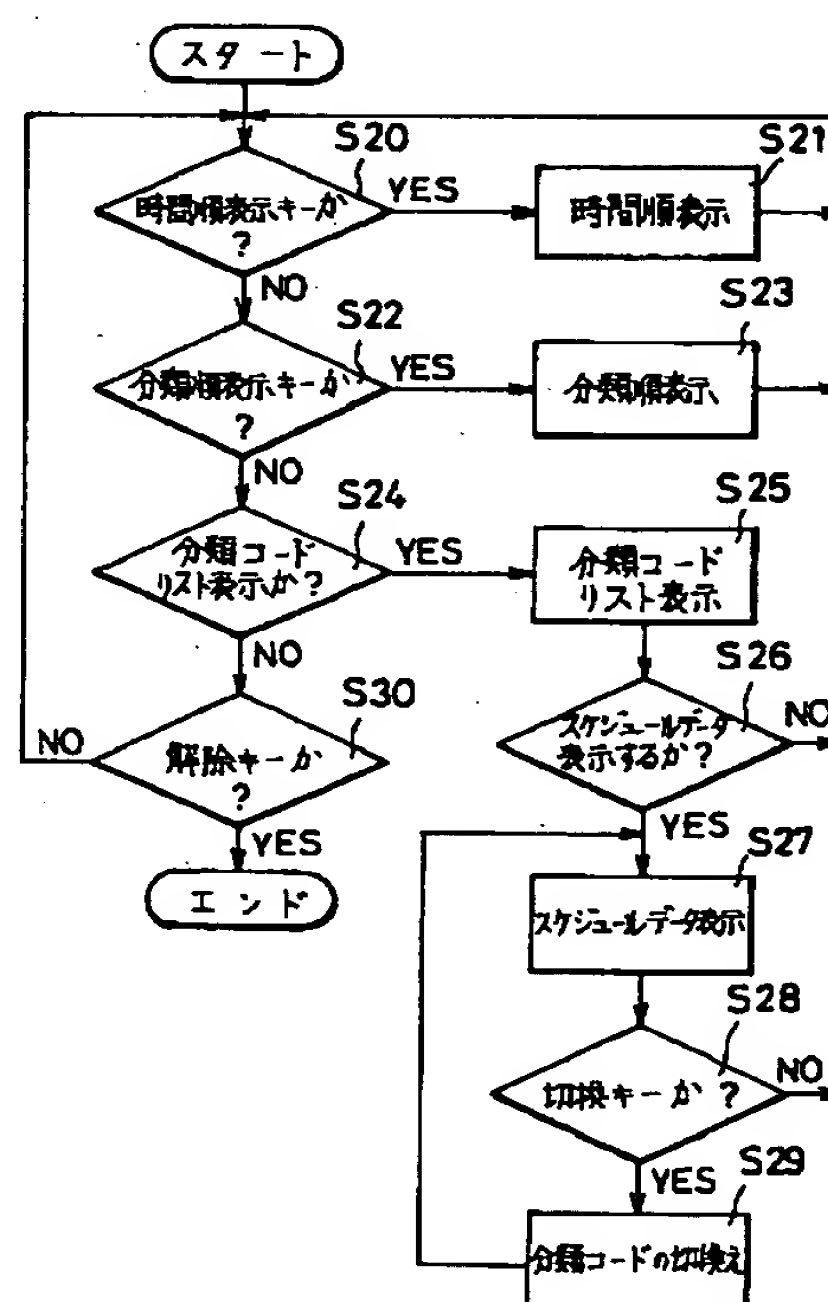 スタート
S20
時間順表示キーか
?
YES
NO
S21
時間順表示
S22
分類順表示キーか
?
YES
NO
S23
分類順表示
S24
分類コード
リスト表示か?
YES
NO
S25
分類コード
リスト表示
S30
解除キーか
?
NO
YES
エンド
S26
スケジュールデータ
表示するか?
NO
YES
S27
スケジュールデータ表示
S28
切換キーか?
NO
YES
S29
分類コードの切換え